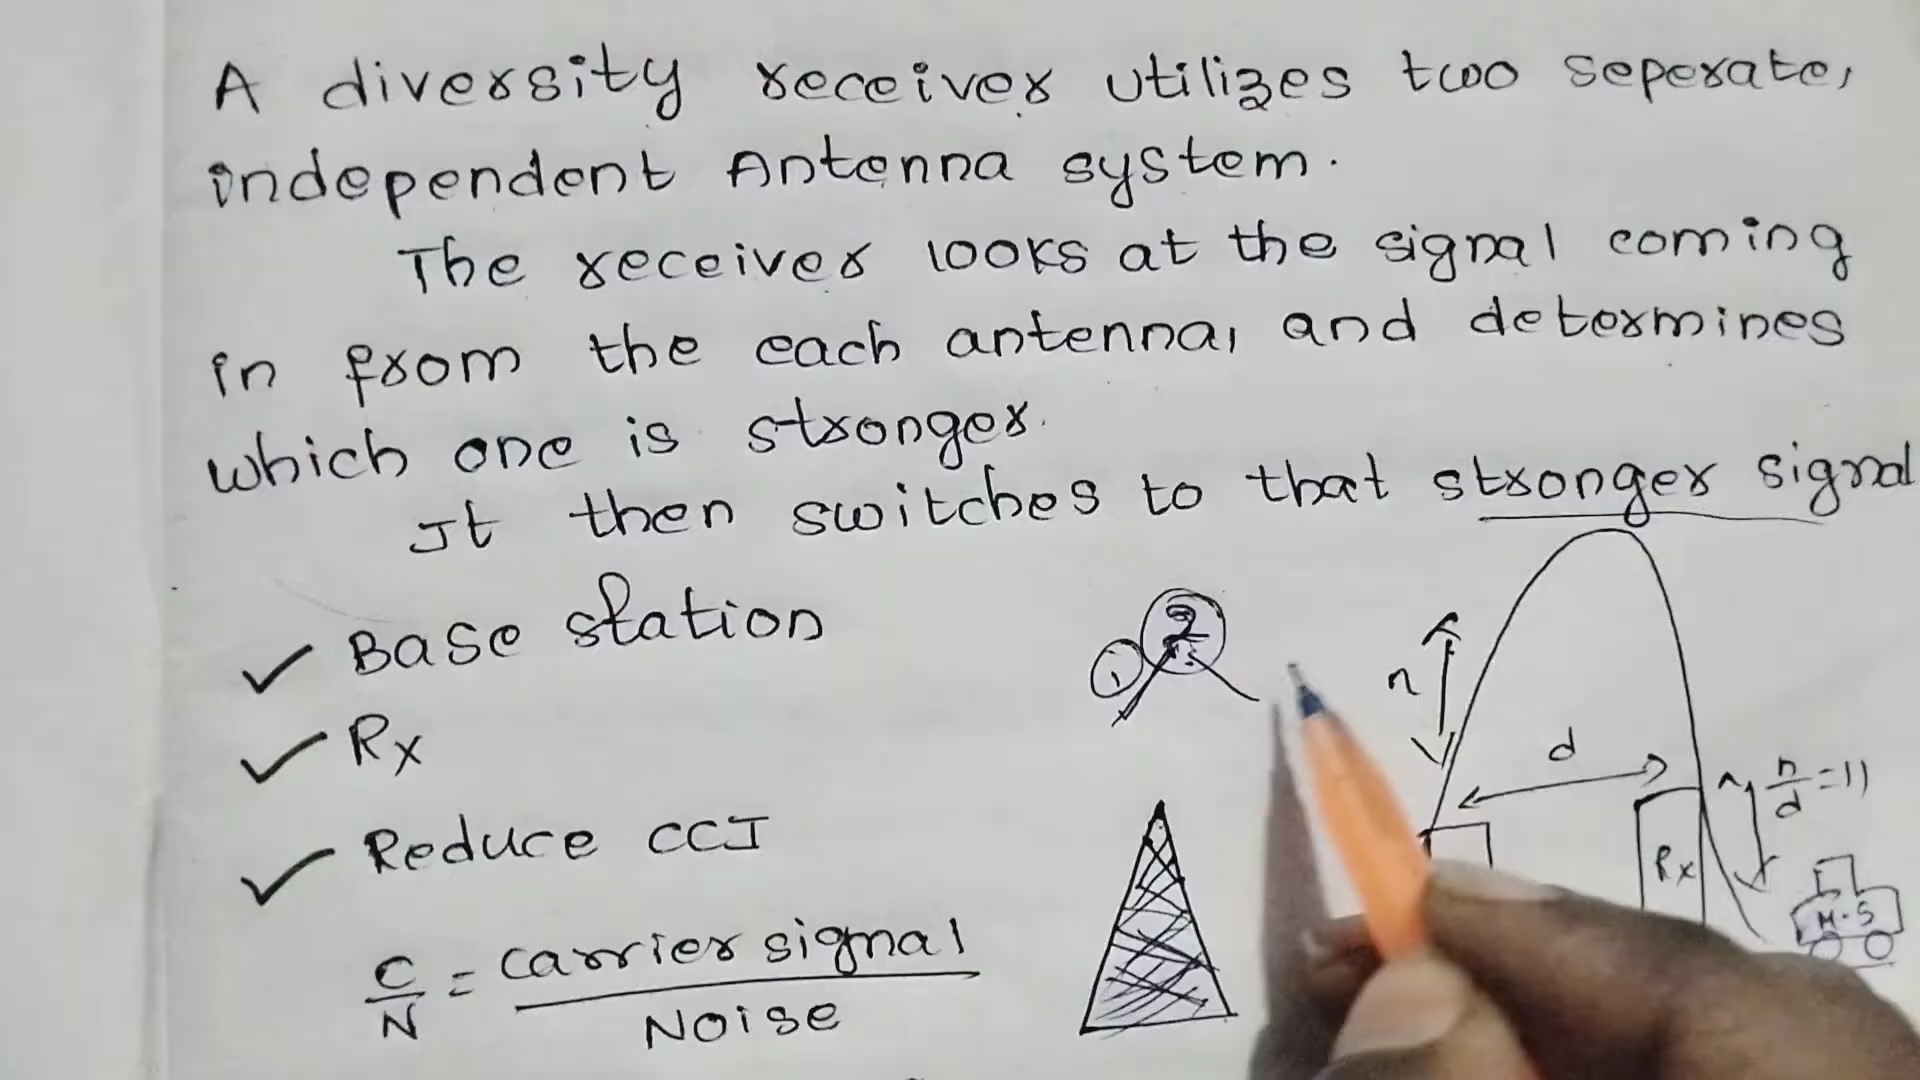 A diversity receiver utilizes two seperate,
independent Antenna system.
The receiver looks at the signal coming
in from the each antenna, and determines
which one is stronger.
It then switches to that stronger signal
✓ Base station
✓ Rx
✓ Reduce CCI
C/N = carrier signal / Noise
1
2
n
d
n/d = 11
Rx
M.S